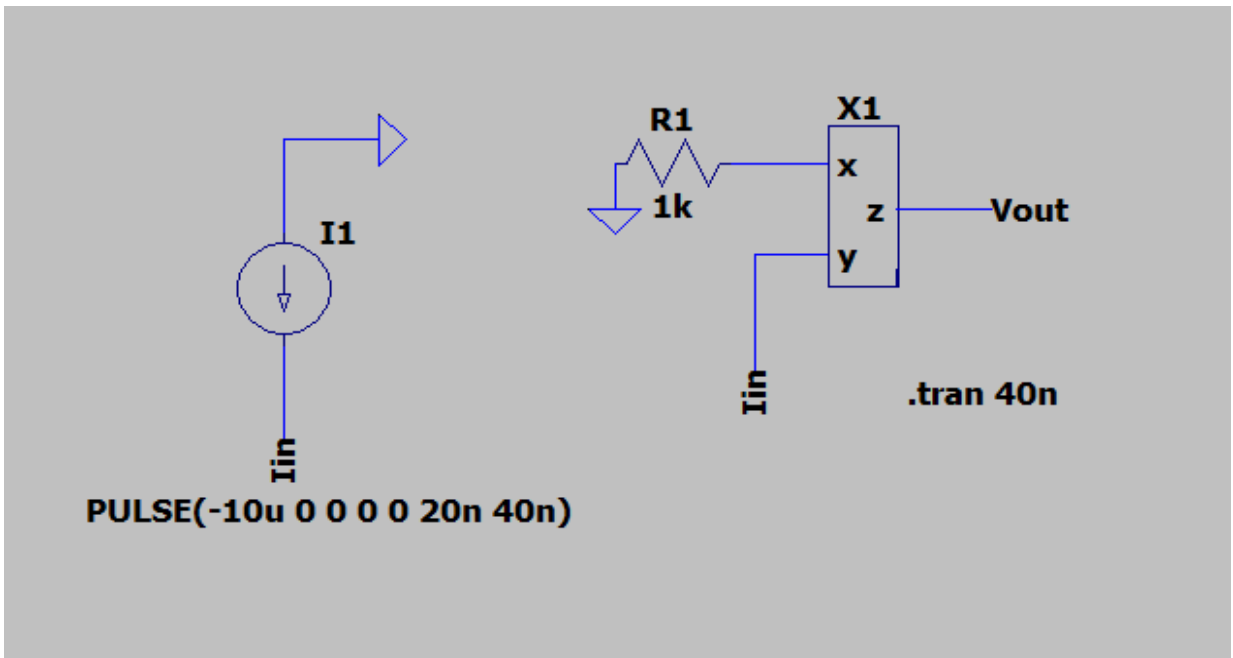 X1
R1
x
1k
z
Vout
I1
y
Iin
.tran 40n
Iin
PULSE(-10u 0 0 0 0 20n 40n)